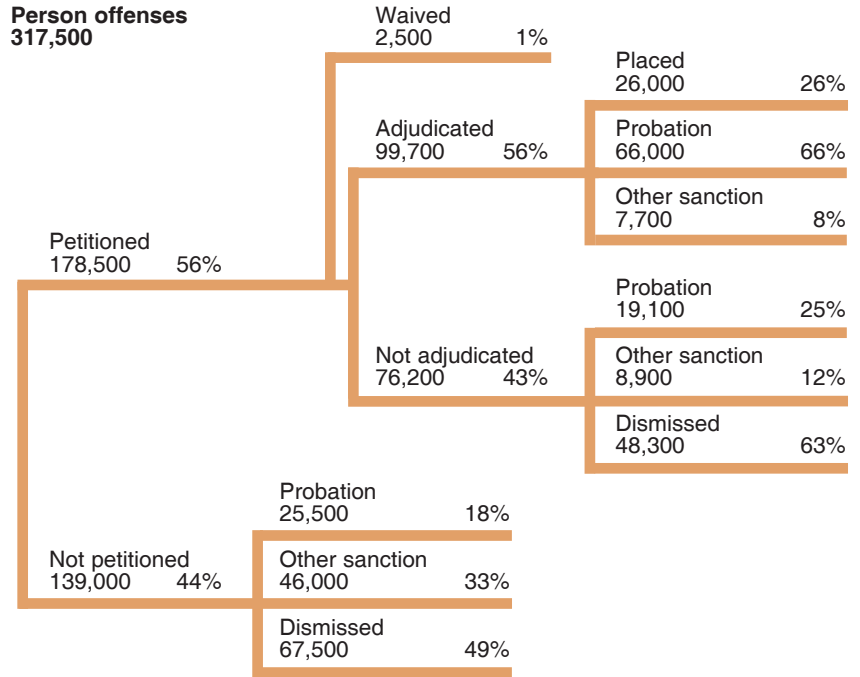 Person offenses
317,500
Waived
2,500 1%
Placed
26,000 26%
Adjudicated
99,700 56%
Probation
66,000 66%
Other sanction
7,700 8%
Petitioned
178,500 56%
Probation
19,100 25%
Not adjudicated
76,200 43%
Other sanction
8,900 12%
Dismissed
48,300 63%
Probation
25,500 18%
Not petitioned
139,000 44%
Other sanction
46,000 33%
Dismissed
67,500 49%